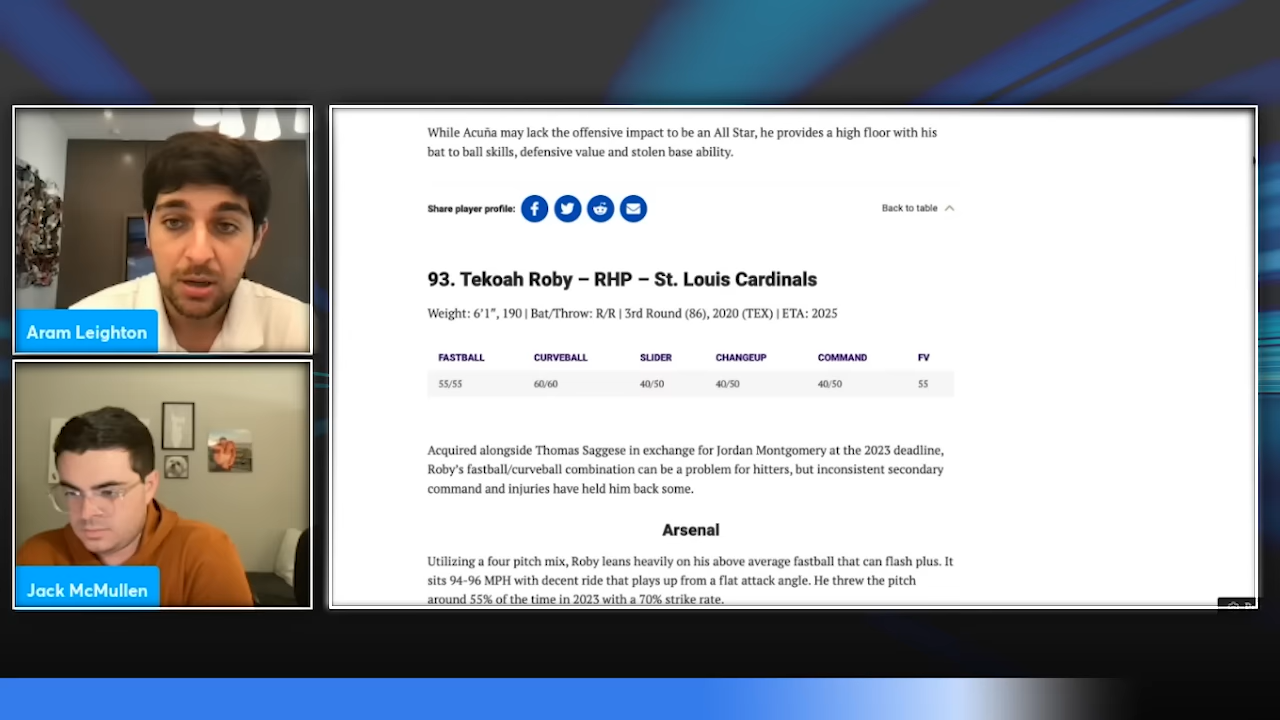 Aram Leighton
Jack McMullen
While Acuña may lack the offensive impact to be an All Star, he provides a high floor with his
bat to ball skills, defensive value and stolen base ability.
Share player profile:
Back to table
93. Tekoah Roby – RHP – St. Louis Cardinals
Weight: 6′1″, 190 | Bat/Throw: R/R | 3rd Round (86), 2020 (TEX) | ETA: 2025
FASTBALL CURVEBALL SLIDER CHANGEUP COMMAND FV
55/55 60/60 40/50 40/50 40/50 55
Acquired alongside Thomas Saggese in exchange for Jordan Montgomery at the 2023 deadline,
Roby’s fastball/curveball combination can be a problem for hitters, but inconsistent secondary
command and injuries have held him back some.
Arsenal
Utilizing a four pitch mix, Roby leans heavily on his above average fastball that can flash plus. It
sits 94-96 MPH with decent ride that plays up from a flat attack angle. He threw the pitch
around 55% of the time in 2023 with a 70% strike rate.